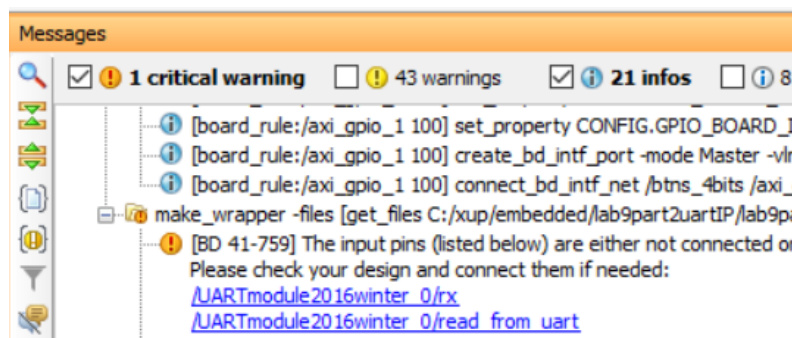 Messages
1 critical warning 43 warnings 21 infos 8
[board_rule:/axi_gpio_1 100] set_property CONFIG.GPIO_BOARD_I
[board_rule:/axi_gpio_1 100] create_bd_intf_port -mode Master -vln
[board_rule:/axi_gpio_1 100] connect_bd_intf_net /btns_4bits /axi_
make_wrapper -files [get_files C:/xup/embedded/lab9part2uartIP/lab9pa
[BD 41-759] The input pins (listed below) are either not connected or
Please check your design and connect them if needed:
/UARTmodule2016winter_0/rx
/UARTmodule2016winter_0/read_from_uart